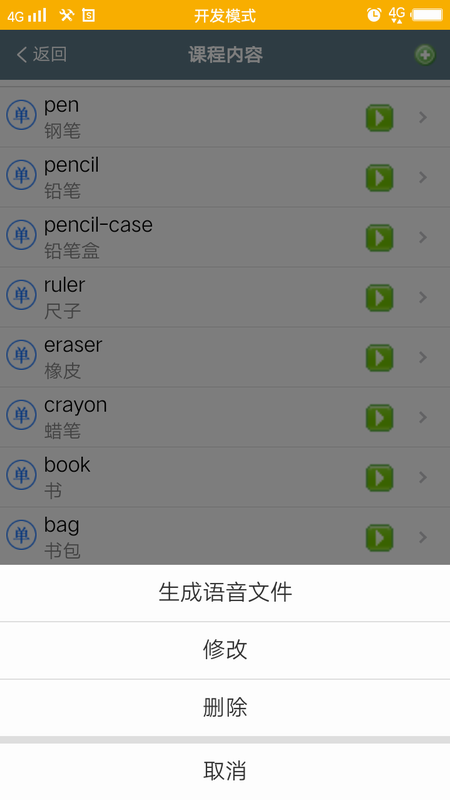 4G 开发模式 4G
返回 课程内容
单 pen
钢笔
单 pencil
铅笔
单 pencil-case
铅笔盒
单 ruler
尺子
单 eraser
橡皮
单 crayon
蜡笔
单 book
书
单 bag
书包
生成语音文件
修改
删除
取消